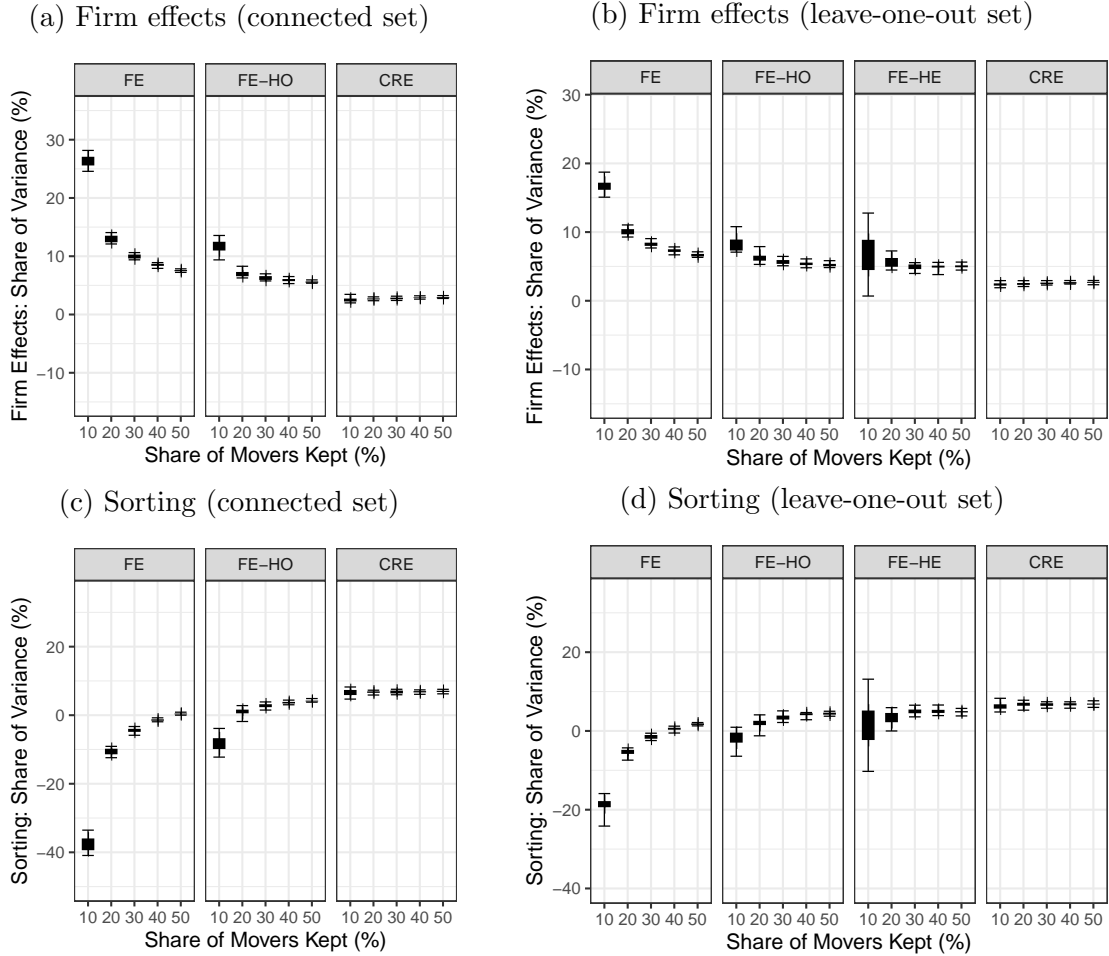 (a) Firm effects (connected set)
FE FE−HO CRE
Firm Effects: Share of Variance (%)
30
20
10
0
−10
10 20 30 40 50 10 20 30 40 50 10 20 30 40 50
Share of Movers Kept (%)
(b) Firm effects (leave-one-out set)
FE FE−HO FE−HE CRE
Firm Effects: Share of Variance (%)
30
20
10
0
−10
10 20 30 40 50 10 20 30 40 50 10 20 30 40 50 10 20 30 40 50
Share of Movers Kept (%)
(c) Sorting (connected set)
FE FE−HO CRE
Sorting: Share of Variance (%)
20
0
−20
−40
10 20 30 40 50 10 20 30 40 50 10 20 30 40 50
Share of Movers Kept (%)
(d) Sorting (leave-one-out set)
FE FE−HO FE−HE CRE
Sorting: Share of Variance (%)
20
0
−20
−40
10 20 30 40 50 10 20 30 40 50 10 20 30 40 50 10 20 30 40 50
Share of Movers Kept (%)